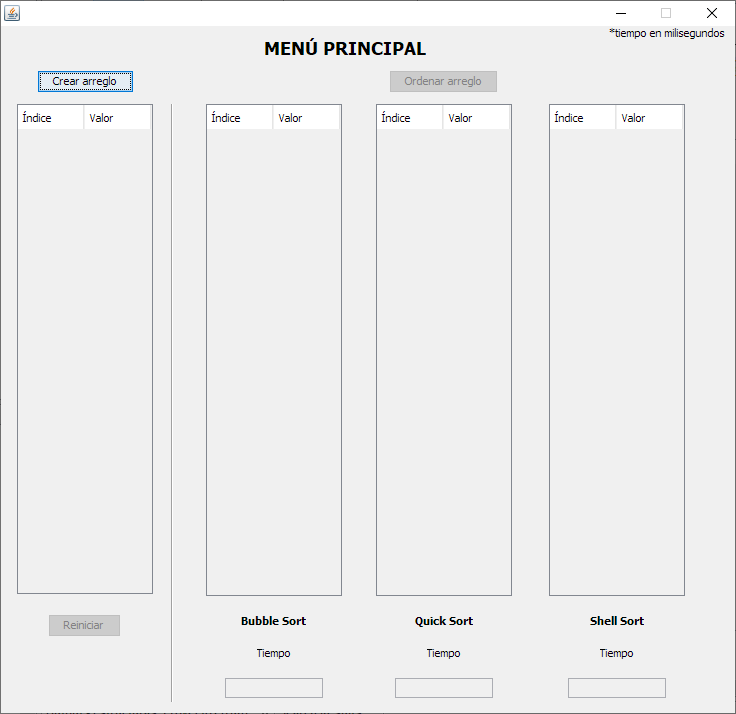 *tiempo en milisegundos
MENÚ PRINCIPAL
Crear arreglo
Ordenar arreglo
Índice Valor
Índice Valor
Índice Valor
Índice Valor
Reiniciar
Bubble Sort
Quick Sort
Shell Sort
Tiempo
Tiempo
Tiempo